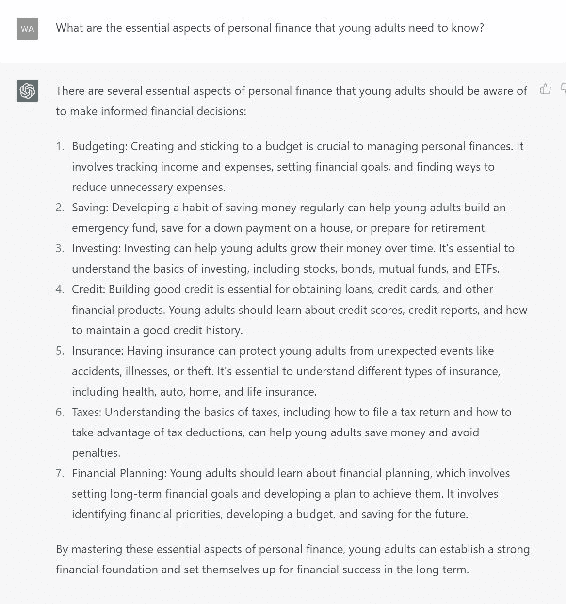 WA
What are the essential aspects of personal finance that young adults need to know?
There are several essential aspects of personal finance that young adults should be aware of
to make informed financial decisions:
1. Budgeting: Creating and sticking to a budget is crucial to managing personal finances. It
involves tracking income and expenses, setting financial goals, and finding ways to
reduce unnecessary expenses.
2. Saving: Developing a habit of saving money regularly can help young adults build an
emergency fund, save for a down payment on a house, or prepare for retirement
3. Investing: Investing can help young adults grow their money over time. It's essential to
understand the basics of investing, including stocks, bonds, mutual funds, and ETFs.
4. Credit: Building good credit is essential for obtaining loans, credit cards, and other
financial products. Young adults should learn about credit scores, credit reports, and how
to maintain a good credit history.
5. Insurance: Having insurance can protect young adults from unexpected events like
accidents, illnesses, or theft. It's essential to understand different types of insurance,
including health, auto, home, and life insurance.
6. Taxes: Understanding the basics of taxes, including how to file a tax return and how to
take advantage of tax deductions, can help young adults save money and avoid
penalties.
7. Financial Planning: Young adults should learn about financial planning, which involves
setting long-term financial goals and developing a plan to achieve them. It involves
identifying financial priorities, developing a budget, and saving for the future.
By mastering these essential aspects of personal finance, young adults can establish a strong
financial foundation and set themselves up for financial success in the long term.